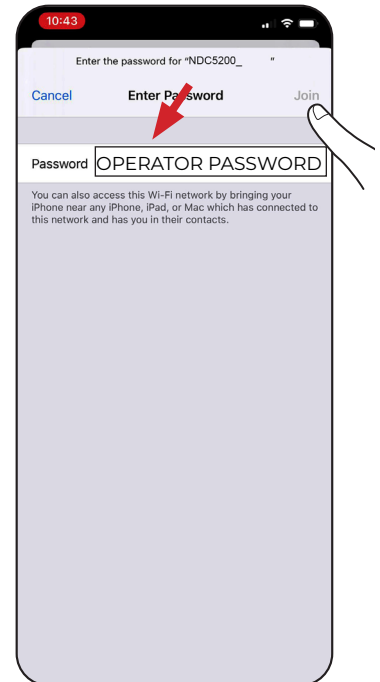 10:43
Enter the password for “NDC5200_ ”
Cancel Enter Password Join
Password OPERATOR PASSWORD
You can also access this Wi-Fi network by bringing your
iPhone near any iPhone, iPad, or Mac which has connected to
this network and has you in their contacts.